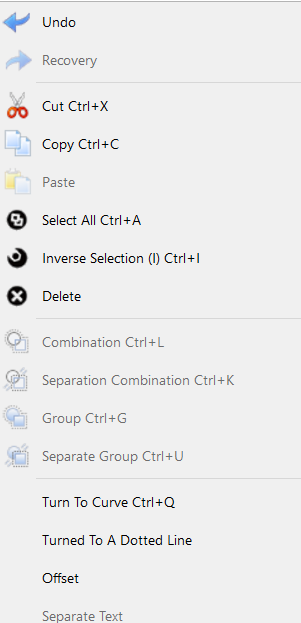 Undo
Recovery
Cut Ctrl+X
Copy Ctrl+C
Paste
Select All Ctrl+A
Inverse Selection (I) Ctrl+I
Delete
Combination Ctrl+L
Separation Combination Ctrl+K
Group Ctrl+G
Separate Group Ctrl+U
Turn To Curve Ctrl+Q
Turned To A Dotted Line
Offset
Separate Text